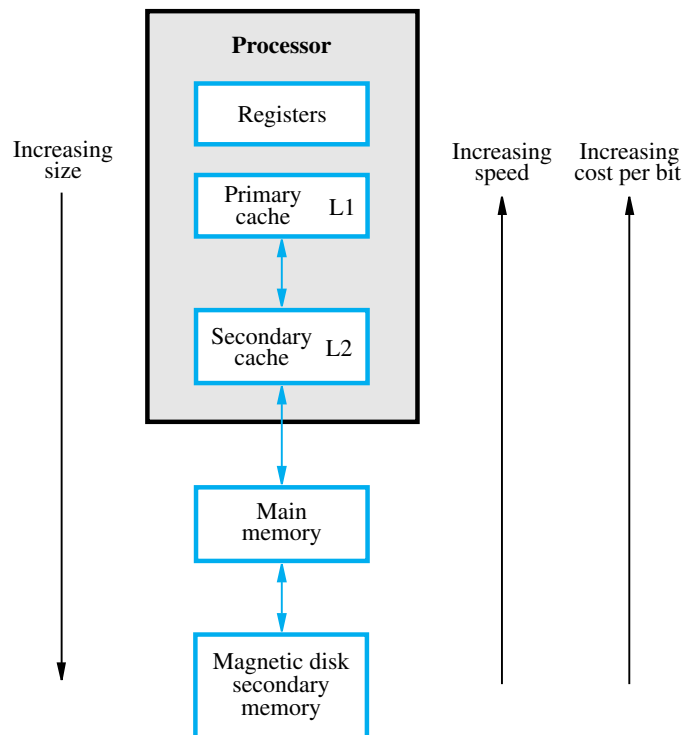 Processor
Registers
Increasing
size
Increasing
speed
Increasing
cost per bit
Primary
cache L1
Secondary
cache L2
Main
memory
Magnetic disk
secondary
memory